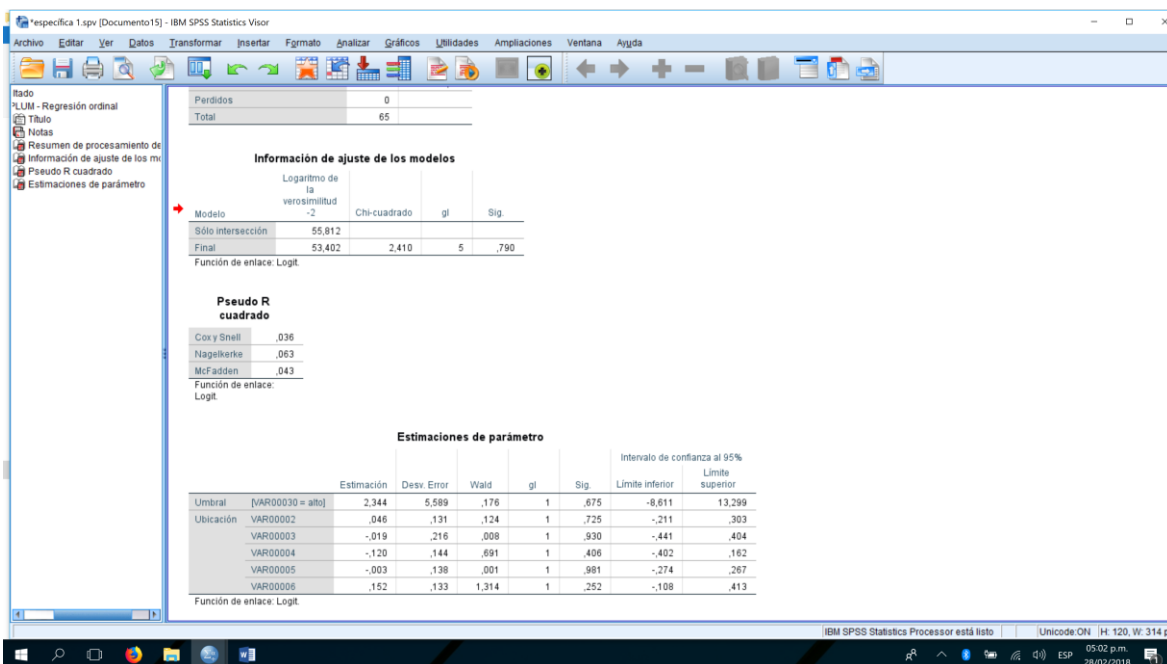 *específica 1.spv [Documento15] - IBM SPSS Statistics Visor
Archivo Editar Ver Datos Transformar Insertar Formato Analizar Gráficos Utilidades Ampliaciones Ventana Ayuda
ltado
PLUM - Regresión ordinal
Título
Notas
Resumen de procesamiento de
Información de ajuste de los mo
Pseudo R cuadrado
Estimaciones de parámetro
Perdidos 0
Total 65
Información de ajuste de los modelos
Logaritmo de
la
verosimilitud
Modelo -2 Chi-cuadrado gl Sig.
Sólo intersección 55,812
Final 53,402 2,410 5 ,790
Función de enlace: Logit.
Pseudo R
cuadrado
Cox y Snell ,036
Nagelkerke ,063
McFadden ,043
Función de enlace:
Logit.
Estimaciones de parámetro
Intervalo de confianza al 95%
Límite
Estimación Desv. Error Wald gl Sig. Límite inferior superior
Umbral [VAR00030 = alto] 2,344 5,589 ,176 1 ,675 -8,611 13,299
Ubicación VAR00002 ,046 ,131 ,124 1 ,725 -,211 ,303
VAR00003 -,019 ,216 ,008 1 ,930 -,441 ,404
VAR00004 -,120 ,144 ,691 1 ,406 -,402 ,162
VAR00005 -,003 ,138 ,001 1 ,981 -,274 ,267
VAR00006 ,152 ,133 1,314 1 ,252 -,108 ,413
Función de enlace: Logit.
IBM SPSS Statistics Processor está listo Unicode:ON H: 120, W: 314 p
ESP 05:02 p.m.
28/02/2018